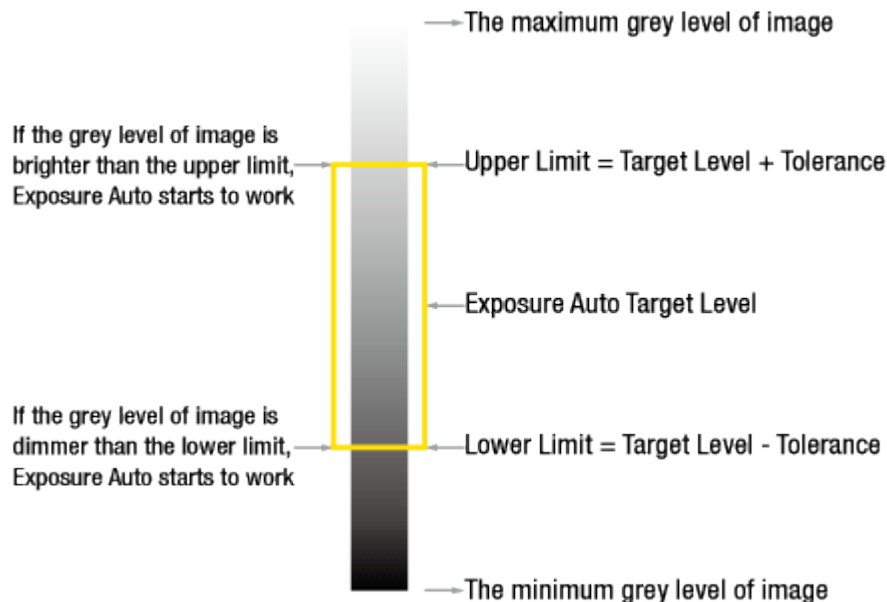 The maximum grey level of image
If the grey level of image is
brighter than the upper limit,
Exposure Auto starts to work
Upper Limit = Target Level + Tolerance
Exposure Auto Target Level
If the grey level of image is
dimmer than the lower limit,
Exposure Auto starts to work
Lower Limit = Target Level - Tolerance
The minimum grey level of image